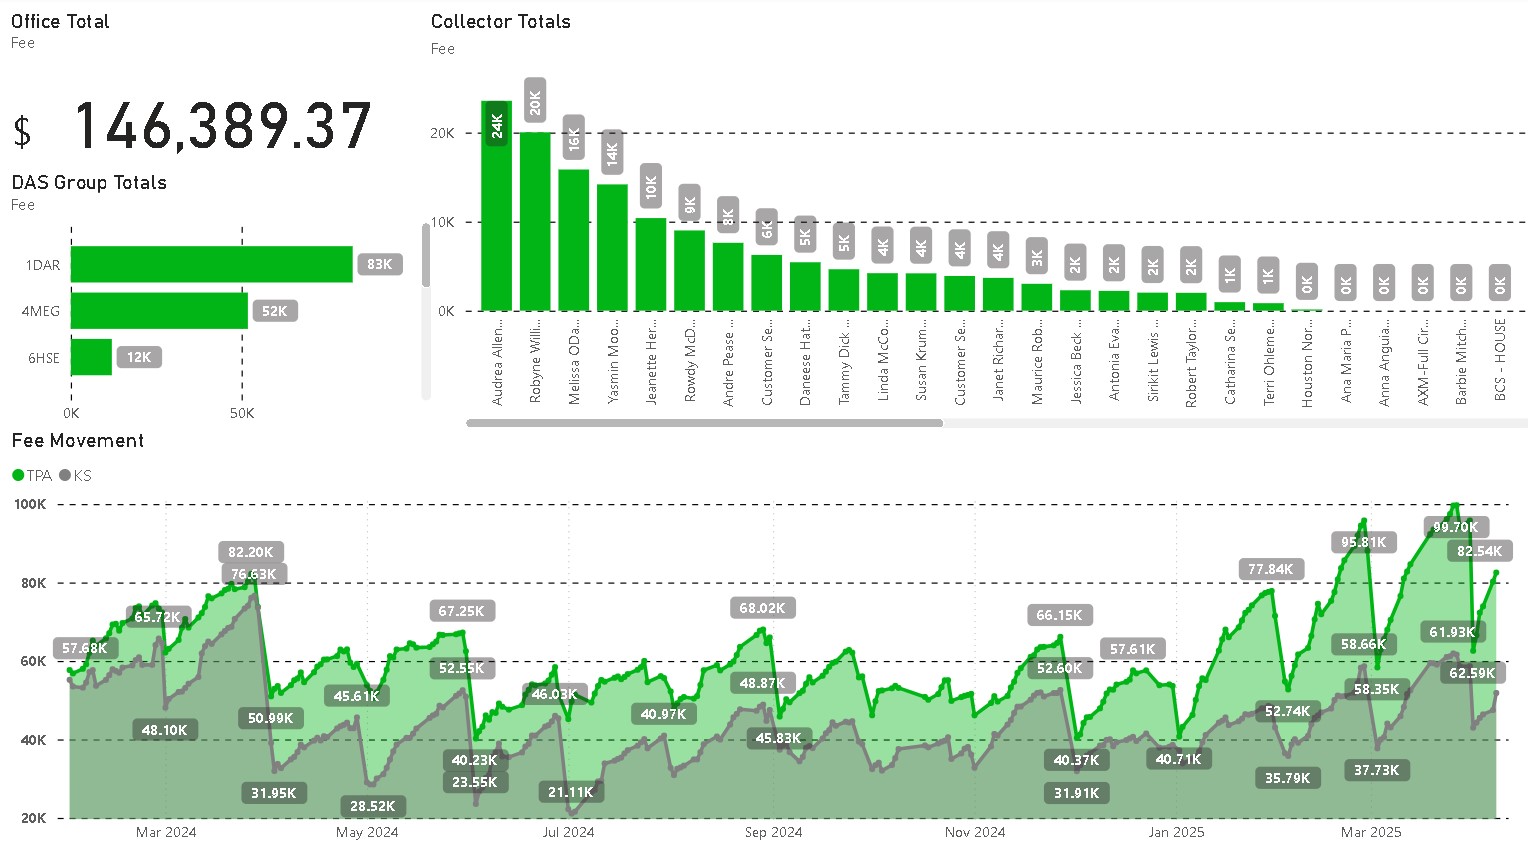 Office Total
Fee
$ 146,389.37
DAS Group Totals
Fee
1DAR
83K
4MEG
52K
6HSE
12K
0K
50K
Collector Totals
Fee
20K
10K
0K
24K
20K
16K
14K
10K
9K
8K
6K
5K
5K
4K
4K
4K
4K
3K
2K
2K
2K
2K
1K
1K
0K
0K
0K
0K
0K
0K
Audrea Allen...
Robyne Willi...
Melissa ODa...
Yasmin Moo...
Jeanette Her...
Rowdy McD...
Andre Pease ...
Customer Se...
Daneese Hat...
Tammy Dick ...
Linda McCo...
Susan Krum...
Customer Se...
Janet Richar...
Maurice Rob...
Jessica Beck ...
Antonia Eva...
Sirikit Lewis ...
Robert Taylor...
Catharina Se...
Terri Ohleme...
Houston Nor...
Ana Maria P...
Anna Anguia...
AXM-Full Cir...
Barbie Mitch...
BCS - HOUSE
Fee Movement
TPA KS
100K
80K
60K
40K
20K
57.68K
65.72K
48.10K
82.20K
76.63K
50.99K
31.95K
45.61K
28.52K
67.25K
52.55K
40.23K
23.55K
46.03K
21.11K
40.97K
68.02K
48.87K
45.83K
66.15K
52.60K
40.37K
31.91K
57.61K
40.71K
77.84K
52.74K
35.79K
95.81K
58.66K
58.35K
37.73K
99.70K
82.54K
61.93K
62.59K
Mar 2024
May 2024
Jul 2024
Sep 2024
Nov 2024
Jan 2025
Mar 2025